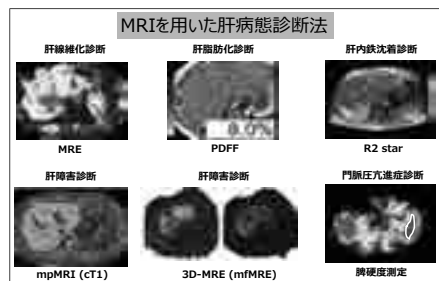 MRIを用いた肝病態診断法
肝線維化診断
肝脂肪化診断
肝内鉄沈着診断
8.0%
MRE
PDFF
R2 star
肝障害診断
肝障害診断
門脈圧亢進症診断
mpMRI (cT1)
3D-MRE (mfMRE)
脾硬度測定